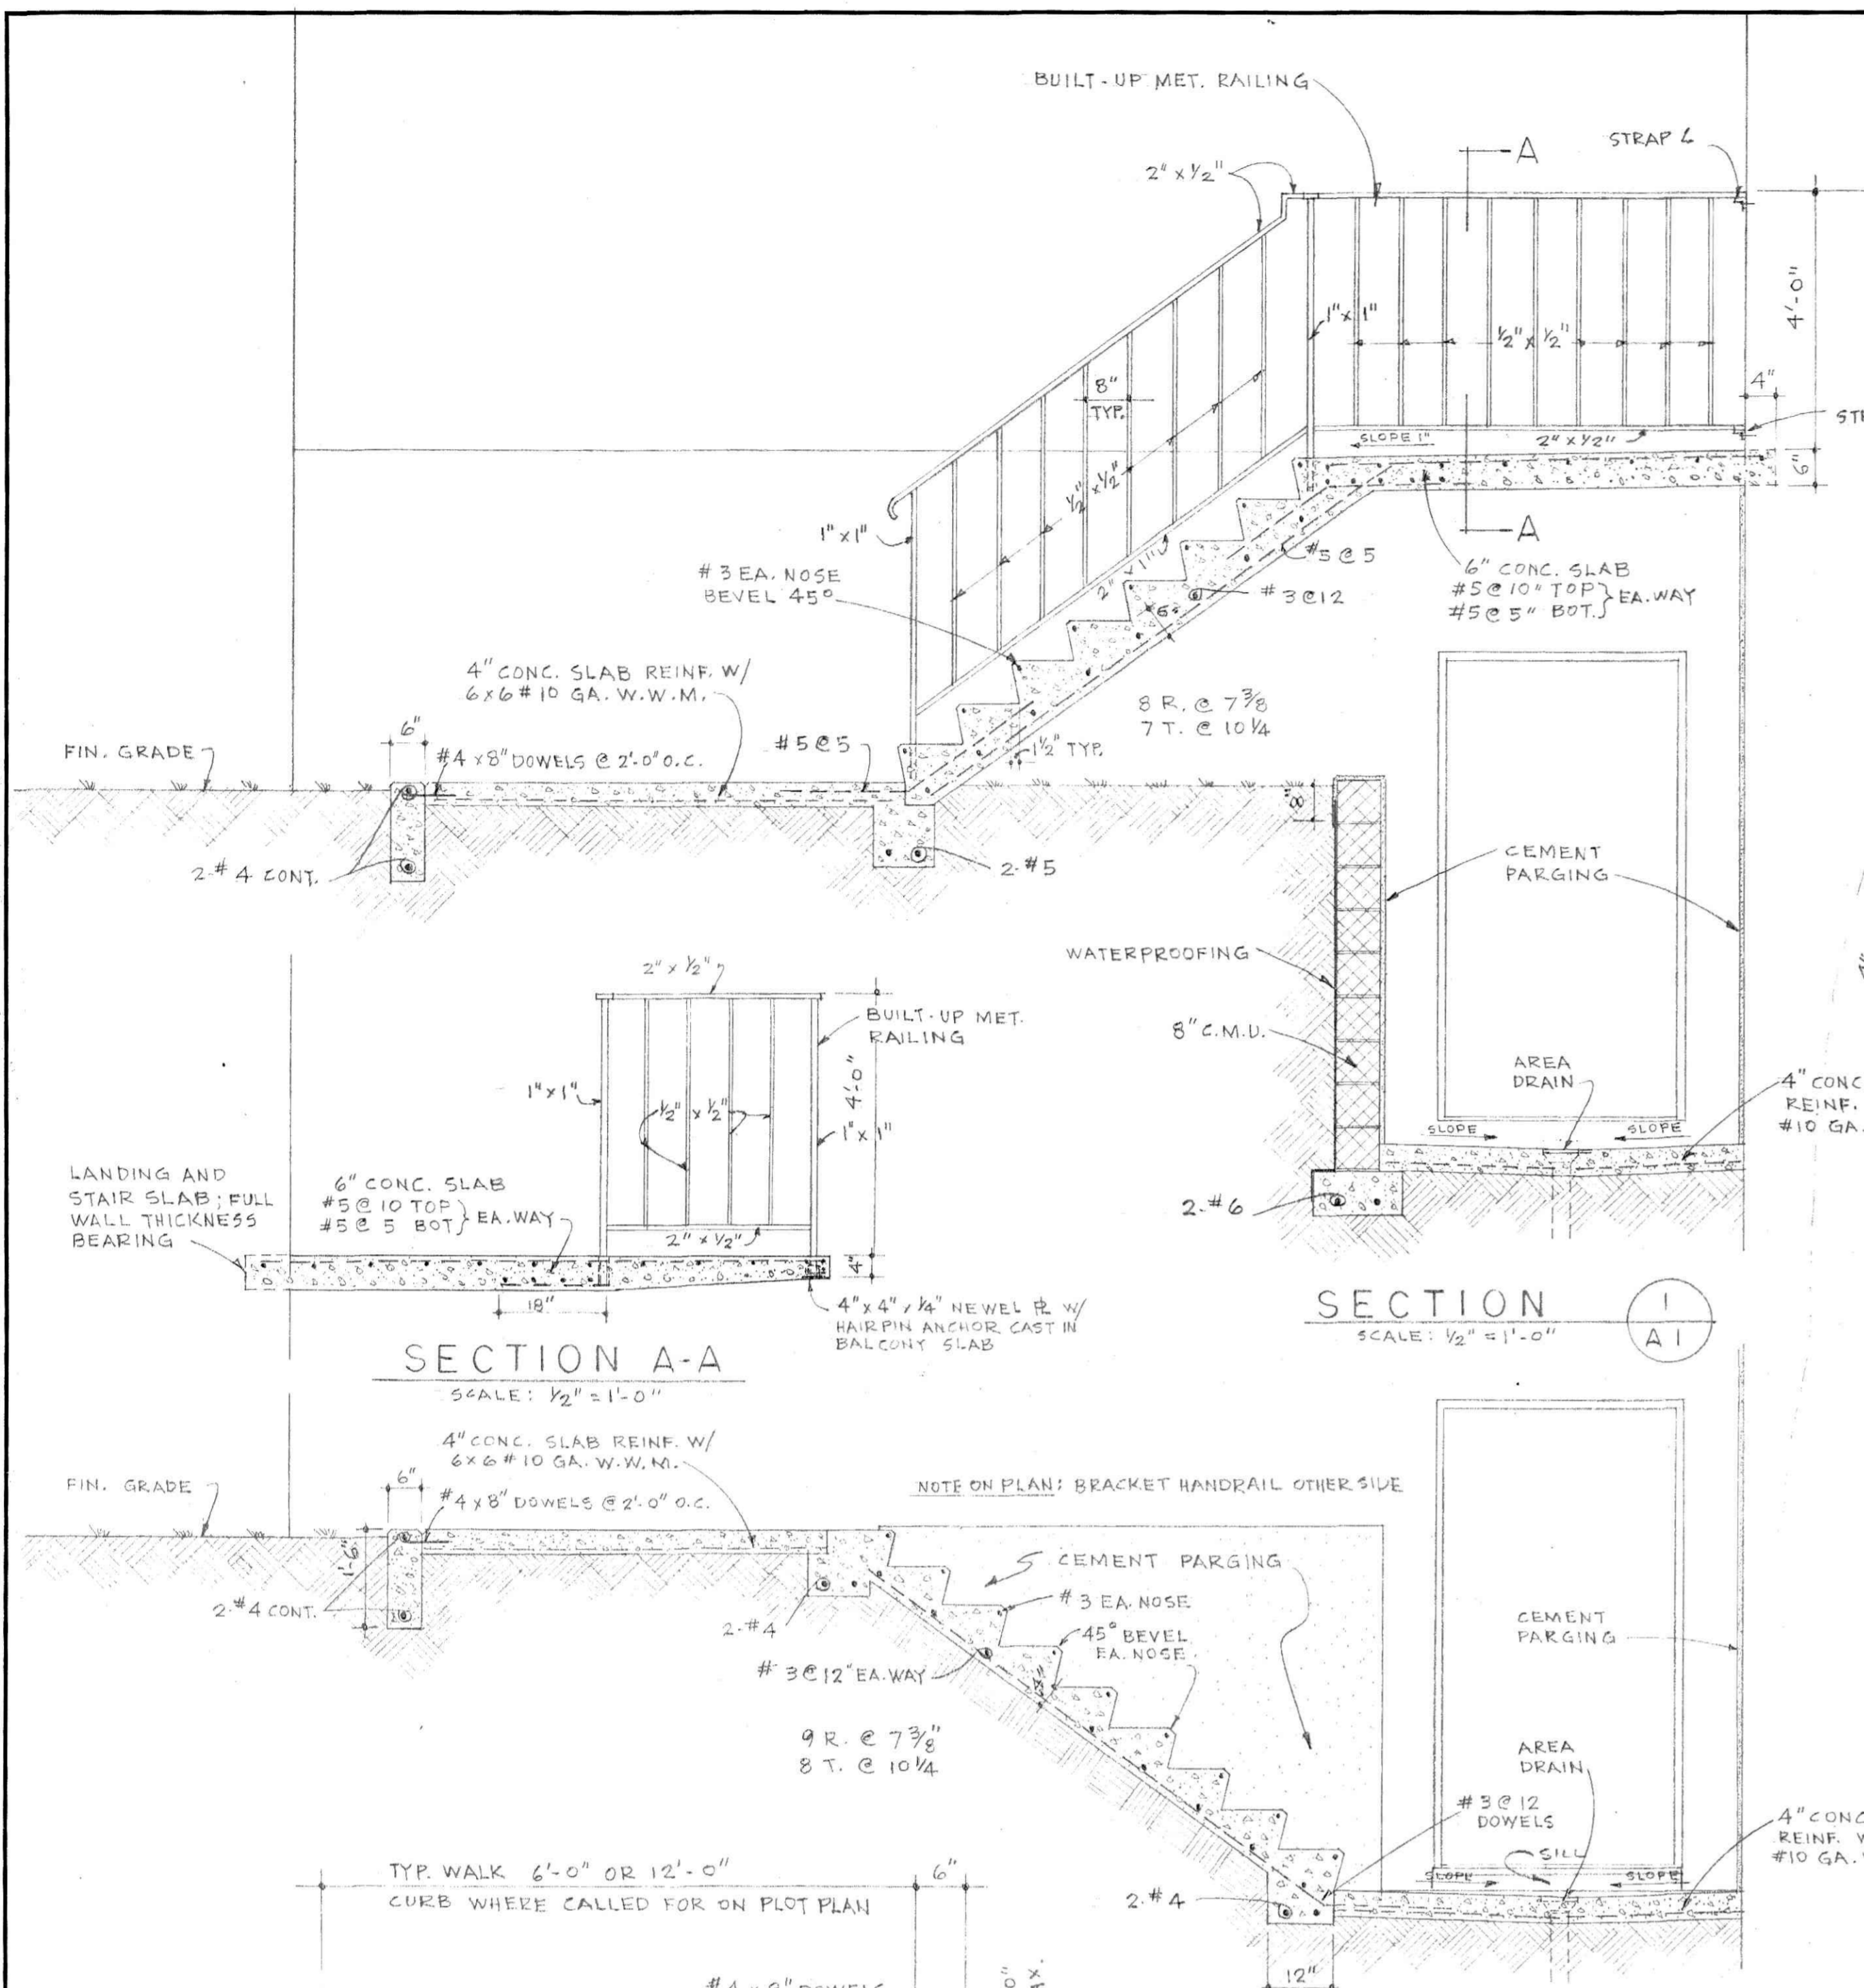 BUILT-UP MET. RAILING
STRAP
A
2" x 1/2"
1" x 1"
1/2" x 1/2"
4'-0"
4"
8"
TYP.
SLOPE 1"
2" x 1/2"
6"
1/2" x 1/2"
1" x 1"
A
#5 @ 5
6" CONC. SLAB
#5 @ 10" TOP } EA. WAY
#5 @ 5" BOT.
# 3 EA. NOSE
BEVEL 45°
2" x 1"
# 3 @ 12
6"
4" CONC. SLAB REINF. W/
6x6 #10 GA. W.W.M.
8 R. @ 7 3/8
7 T. @ 10 1/4
6"
FIN. GRADE
#4 x 8" DOWELS @ 2'-0" O.C.
#5 @ 5
1 1/2" TYP.
8"
2-#4 CONT.
2-#5
CEMENT
PARGING
WATERPROOFING
8" C.M.U.
AREA
DRAIN
SLOPE
SLOPE
4" CONC
REINF.
#10 GA.
2-#6
2" x 1/2"
BUILT-UP MET.
RAILING
1" x 1"
1/2" x 1/2"
4'-0"
1" x 1"
LANDING AND
STAIR SLAB; FULL
WALL THICKNESS
BEARING
6" CONC. SLAB
#5 @ 10 TOP } EA. WAY
#5 @ 5 BOT
2" x 1/2"
4"
18"
4" x 4" x 1/4" NEWEL PL W/
HAIRPIN ANCHOR CAST IN
BALCONY SLAB
SECTION A-A
SCALE: 1/2" = 1'-0"
SECTION
SCALE: 1/2" = 1'-0"
1
A1
4" CONC. SLAB REINF. W/
6x6 #10 GA. W.W.M.
6"
FIN. GRADE
#4 x 8" DOWELS @ 2'-0" O.C.
NOTE ON PLAN: BRACKET HANDRAIL OTHER SIDE
1'-6"
2-#4 CONT.
2-#4
CEMENT PARGING
# 3 EA. NOSE
45° BEVEL
EA. NOSE
# 3 @ 12" EA. WAY
9 R. @ 7 3/8"
8 T. @ 10 1/4
CEMENT
PARGING
AREA
DRAIN
# 3 @ 12
DOWELS
SILL
SLOPE
SLOPE
4" CONC
REINF. W
#10 GA.
2-#4
12"
TYP. WALK 6'-0" OR 12'-0"
6"
CURB WHERE CALLED FOR ON PLOT PLAN